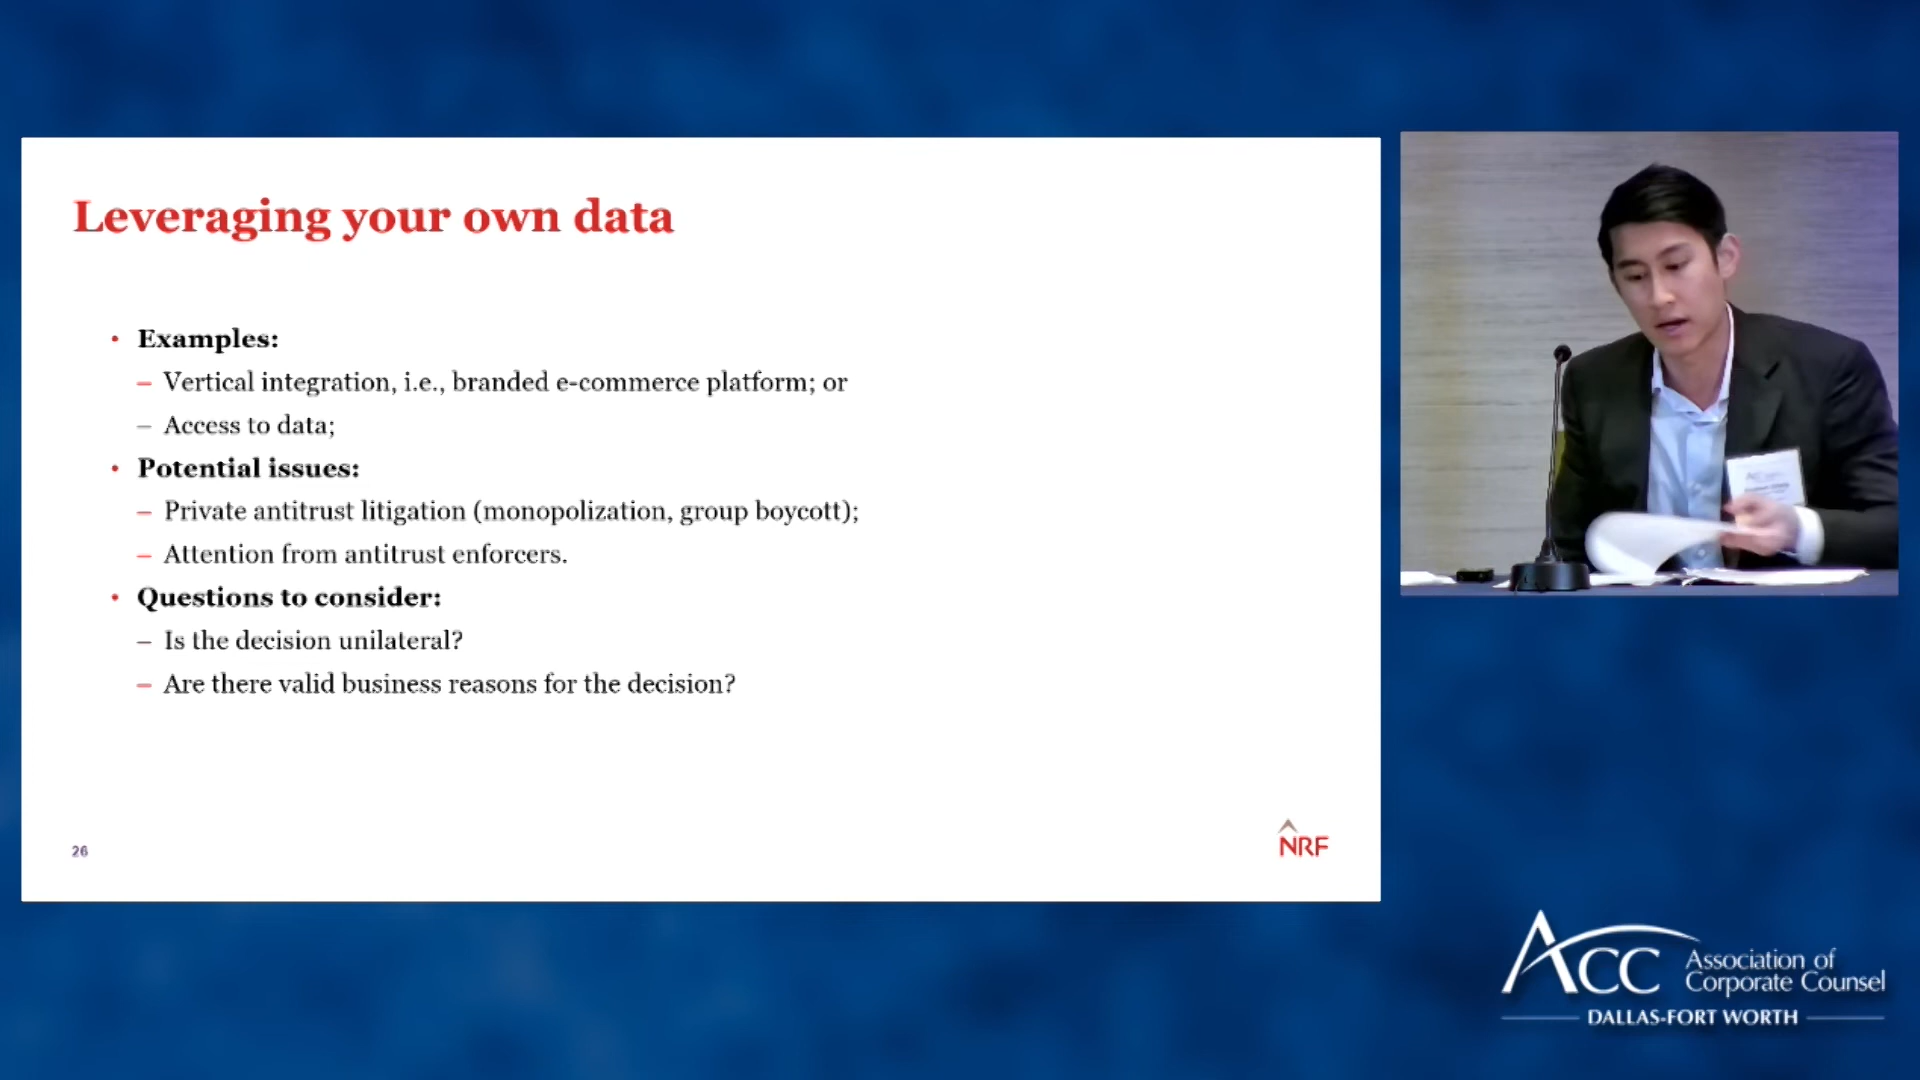 Leveraging your own data
• Examples:
– Vertical integration, i.e., branded e-commerce platform; or
– Access to data;
• Potential issues:
– Private antitrust litigation (monopolization, group boycott);
– Attention from antitrust enforcers.
• Questions to consider:
– Is the decision unilateral?
– Are there valid business reasons for the decision?
26
NRF
ACC Association of
Corporate Counsel
DALLAS-FORT WORTH